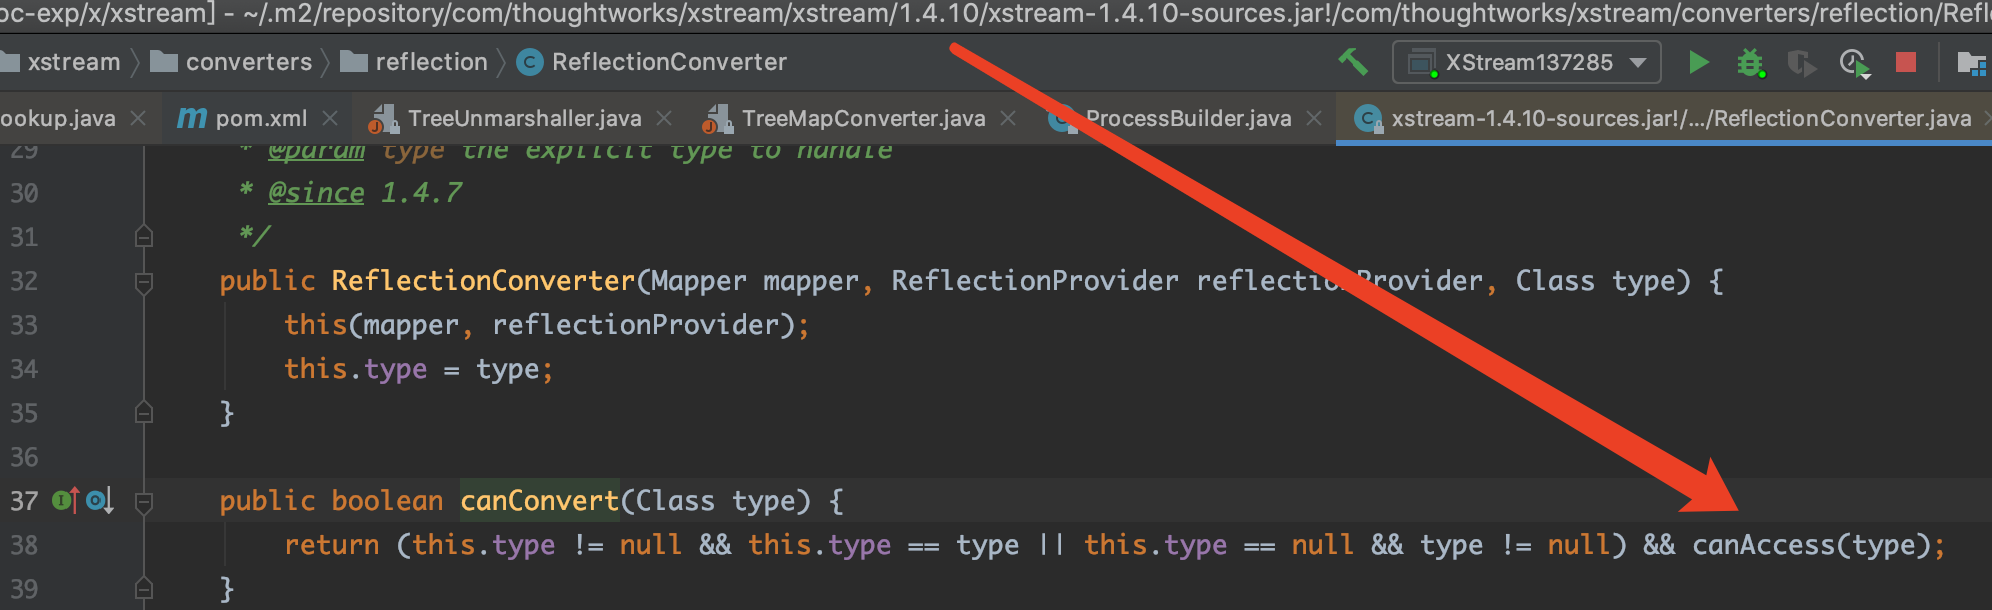 oc-exp/x/xstream] - ~/.m2/repository/com/thoughtworks/xstream/xstream/1.4.10/xstream-1.4.10-sources.jar!/com/thoughtworks/xstream/converters/reflection/Refl
xstream converters reflection C ReflectionConverter XStream137285
ookup.java m pom.xml TreeUnmarshaller.java TreeMapConverter.java ProcessBuilder.java xstream-1.4.10-sources.jar!/.../ReflectionConverter.java
29 * @param type the explicit type to handle
30 * @since 1.4.7
31 */
32 public ReflectionConverter(Mapper mapper, ReflectionProvider reflectionProvider, Class type) {
33 this(mapper, reflectionProvider);
34 this.type = type;
35 }
36
37 public boolean canConvert(Class type) {
38 return (this.type != null && this.type == type || this.type == null && type != null) && canAccess(type);
39 }